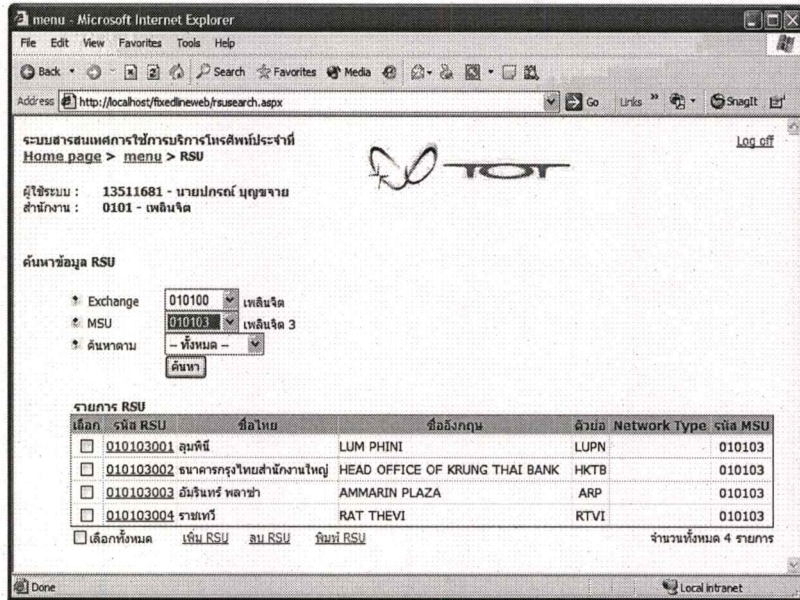 menu - Microsoft Internet Explorer
File Edit View Favorites Tools Help
Back Search Favorites Media
Address http://localhost/fixedlineweb/rsusearch.aspx Go Links » SnagIt
ระบบสารสนเทศการใช้การบริการโทรศัพท์ประจำที่ Log off
Home page > menu > RSU
TOT
ผู้ใช้ระบบ : 13511681 - นายปกรณ์ บุญขจาย
สำนักงาน : 0101 - เพลินจิต
ค้นหาข้อมูล RSU
Exchange 010100 เพลินจิต
MSU 010103 เพลินจิต 3
ค้นหาตาม -- ทั้งหมด --
ค้นหา
รายการ RSU
เลือก รหัส RSU ชื่อไทย ชื่ออังกฤษ ตัวย่อ Network Type รหัส MSU
010103001 ลุมพินี LUM PHINI LUPN 010103
010103002 ธนาคารกรุงไทยสำนักงานใหญ่ HEAD OFFICE OF KRUNG THAI BANK HKTB 010103
010103003 อัมรินทร์ พลาซ่า AMMARIN PLAZA ARP 010103
010103004 ราชเทวี RAT THEVI RTVI 010103
เลือกทั้งหมด เพิ่ม RSU ลบ RSU พิมพ์ RSU จำนวนทั้งหมด 4 รายการ
Done Local intranet